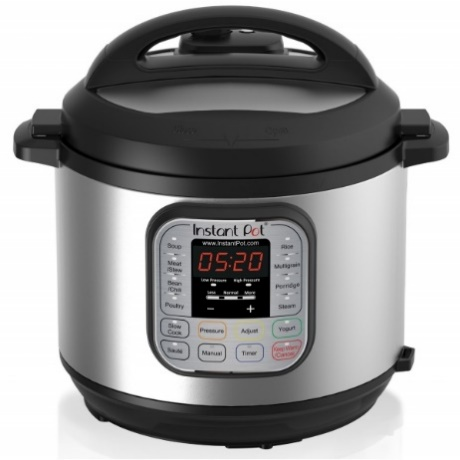 Instant Pot
www.InstantPot.com
Soup
Rice
05:20
Meat
/Stew
Multigrain
Low Pressure
High Pressure
Bean
/Chili
Porridge
Less
Normal
More
Poultry
Steam
− +
Slow
Cook
Pressure
Adjust
Yogurt
Sauté
Manual
Timer
Keep Warm
/Cancel